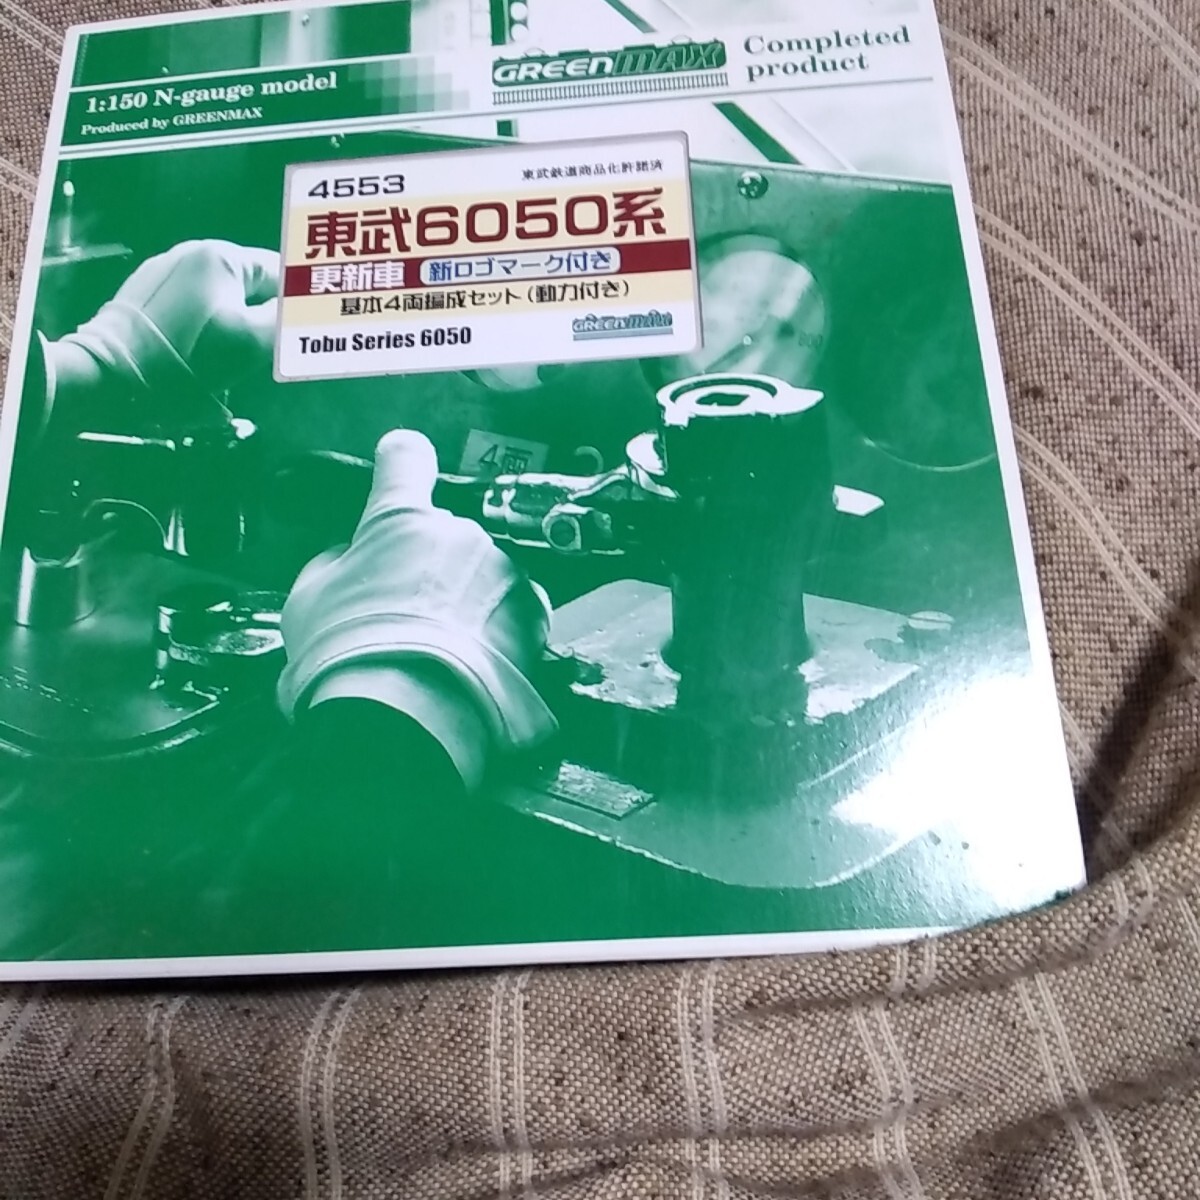 1:150 N-gauge model
Produced by GREENMAX
GREENMAX
Completed
product
4553
東武鉄道商品化許諾済
東武6050系
更新車 新ロゴマーク付き
基本4両編成セット(動力付き)
Tobu Series 6050
GREENMAX
4両